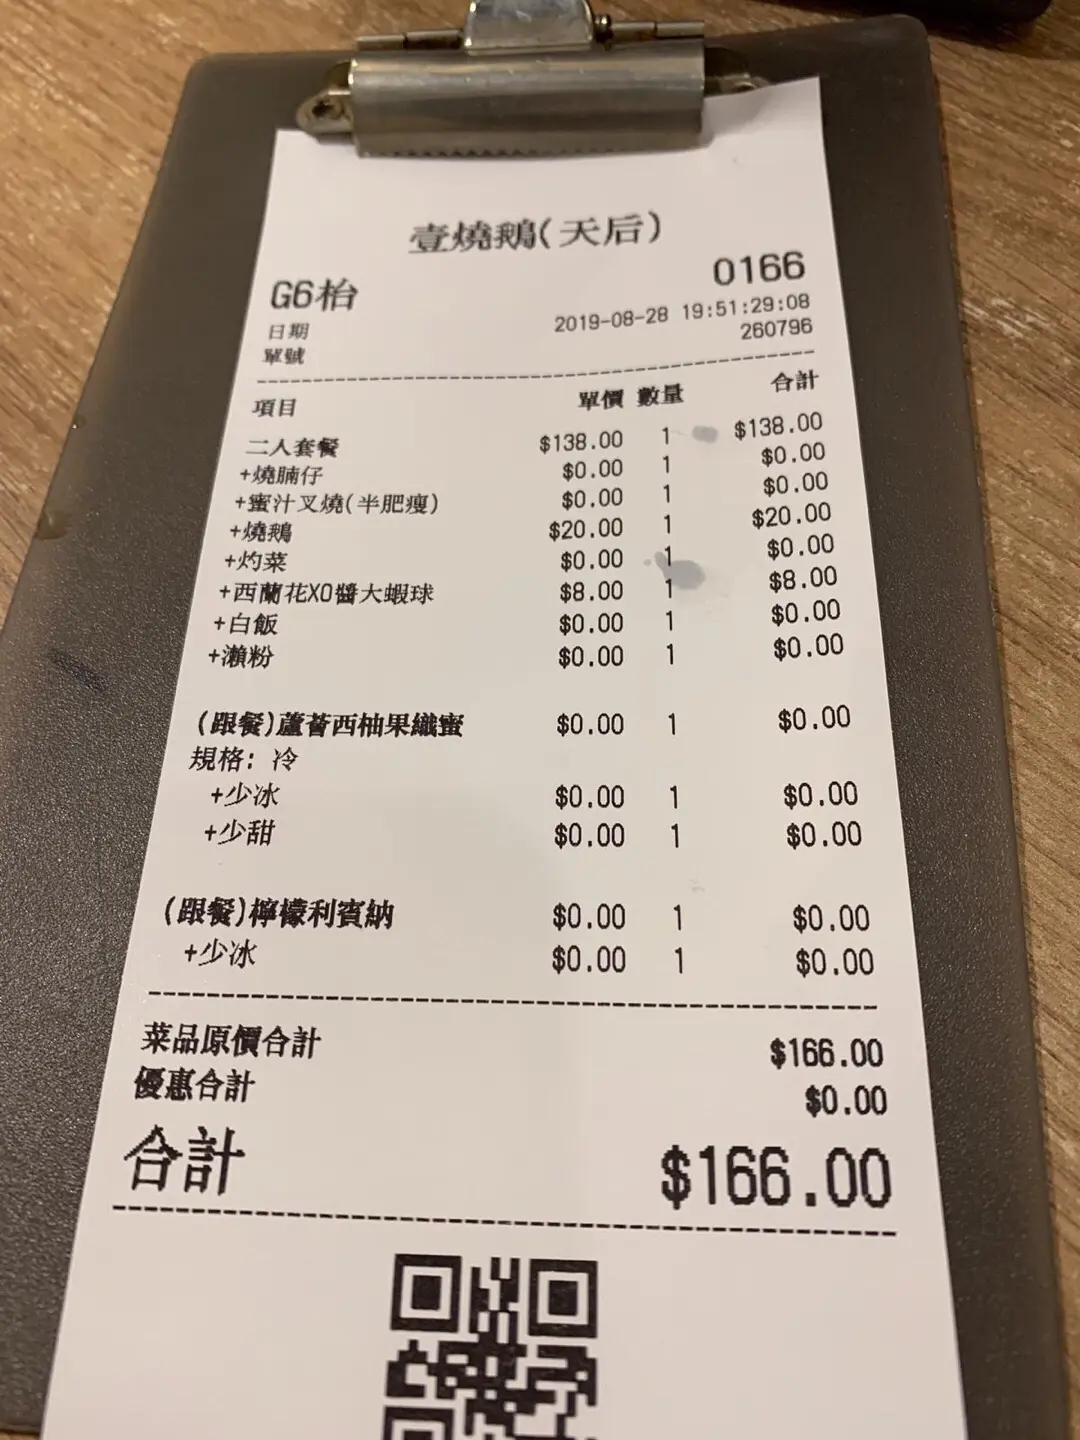 壹燒鵝(天后)
G6枱 0166
日期 2019-08-28 19:51:29:08
單號 260796
項目 單價 數量 合計
二人套餐 $138.00 1 $138.00
+燒腩仔 $0.00 1 $0.00
+蜜汁叉燒(半肥瘦) $0.00 1 $0.00
+燒鵝 $20.00 1 $20.00
+灼菜 $0.00 1 $0.00
+西蘭花XO醬大蝦球 $8.00 1 $8.00
+白飯 $0.00 1 $0.00
+瀨粉 $0.00 1 $0.00
(跟餐)蘆薈西柚果纖蜜 $0.00 1 $0.00
規格: 冷
+少冰 $0.00 1 $0.00
+少甜 $0.00 1 $0.00
(跟餐)檸檬利賓納 $0.00 1 $0.00
+少冰 $0.00 1 $0.00
菜品原價合計 $166.00
優惠合計 $0.00
合計 $166.00